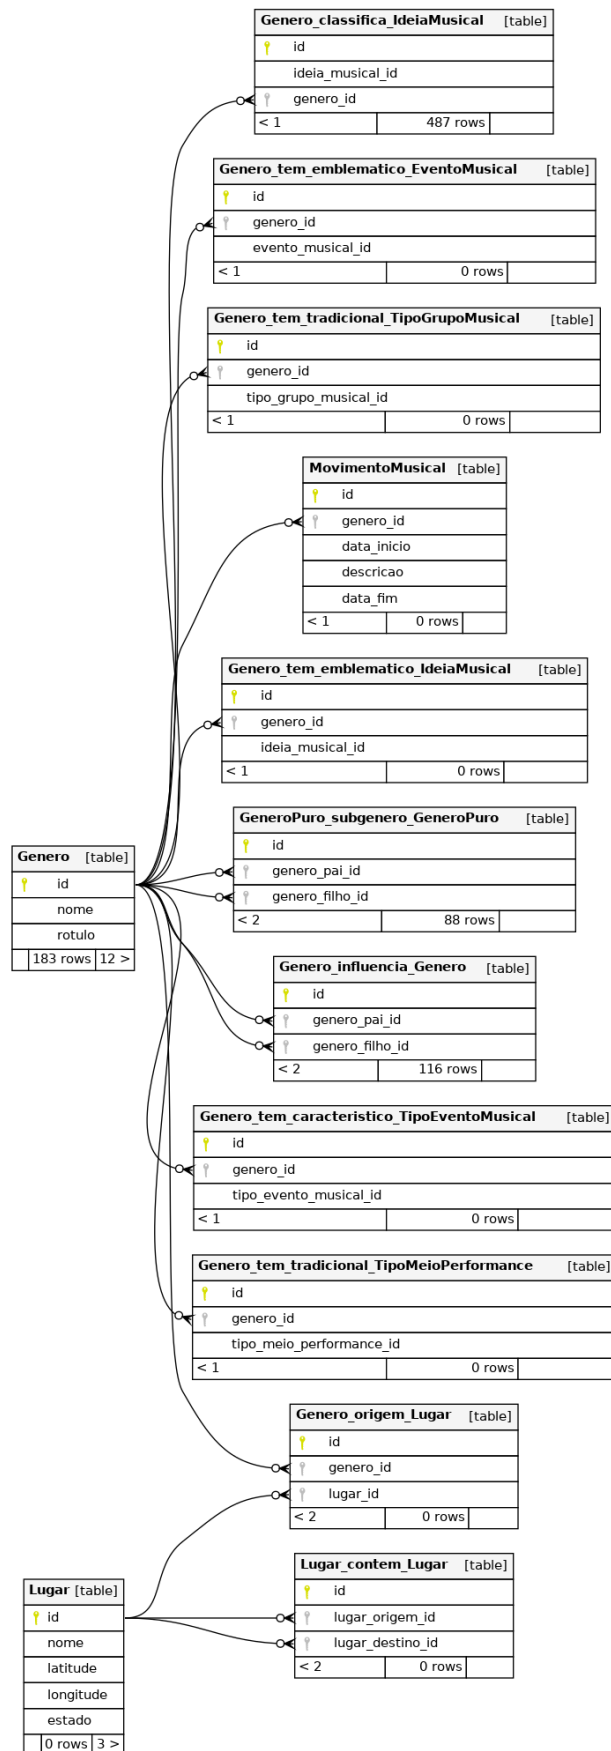 Genero_classifica_IdeiaMusical [table]
id
ideia_musical_id
genero_id
< 1 487 rows
Genero_tem_emblematico_EventoMusical [table]
id
genero_id
evento_musical_id
< 1 0 rows
Genero_tem_tradicional_TipoGrupoMusical [table]
id
genero_id
tipo_grupo_musical_id
< 1 0 rows
MovimentoMusical [table]
id
genero_id
data_inicio
descricao
data_fim
< 1 0 rows
Genero_tem_emblematico_IdeiaMusical [table]
id
genero_id
ideia_musical_id
< 1 0 rows
GeneroPuro_subgenero_GeneroPuro [table]
id
genero_pai_id
genero_filho_id
< 2 88 rows
Genero [table]
id
nome
rotulo
183 rows 12 >
Genero_influencia_Genero [table]
id
genero_pai_id
genero_filho_id
< 2 116 rows
Genero_tem_caracteristico_TipoEventoMusical [table]
id
genero_id
tipo_evento_musical_id
< 1 0 rows
Genero_tem_tradicional_TipoMeioPerformance [table]
id
genero_id
tipo_meio_performance_id
< 1 0 rows
Genero_origem_Lugar [table]
id
genero_id
lugar_id
< 2 0 rows
Lugar_contem_Lugar [table]
id
lugar_origem_id
lugar_destino_id
< 2 0 rows
Lugar [table]
id
nome
latitude
longitude
estado
0 rows 3 >